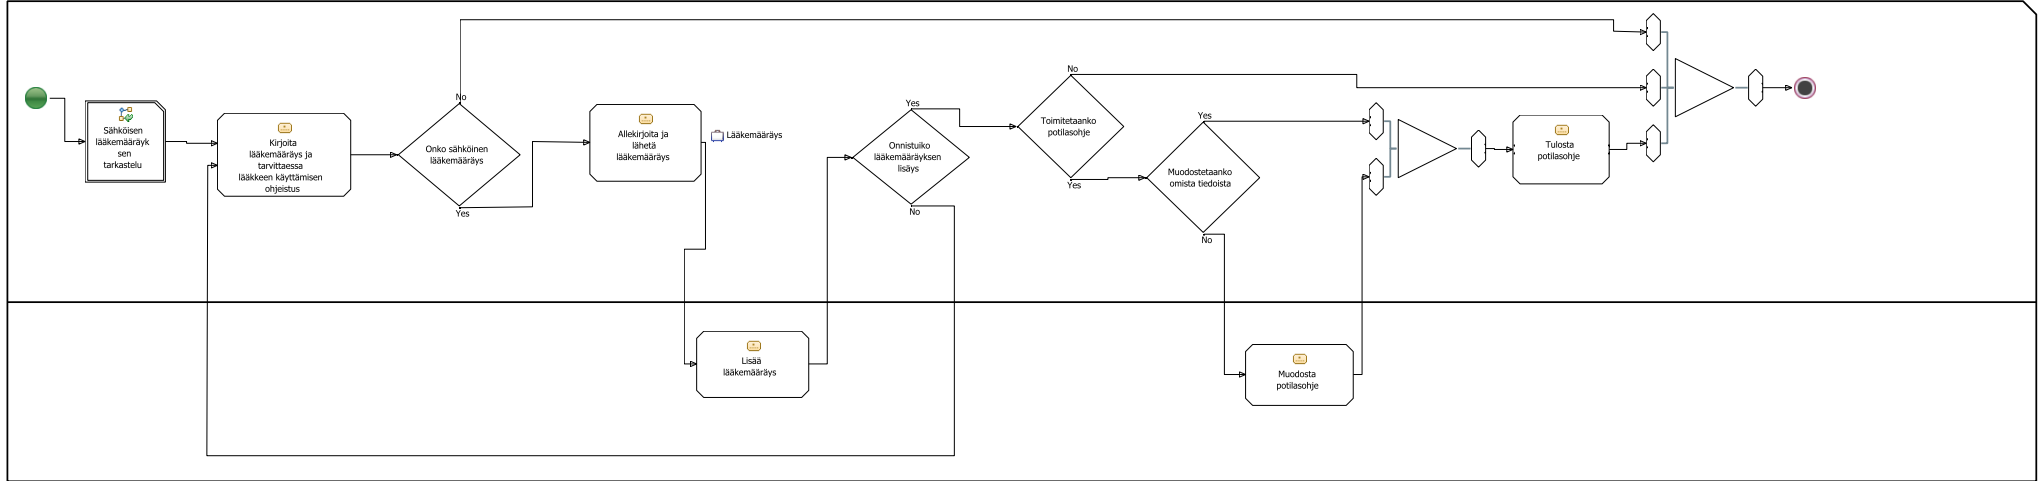 Sähköisen
lääkemääräyk
sen
tarkastelu
Kirjoita
lääkemääräys ja
tarvittaessa
lääkkeen käyttämisen
ohjeistus
No
Onko sähköinen
lääkemääräys
Yes
Allekirjoita ja
lähetä
lääkemääräys
Lääkemääräys
Yes
Onnistuiko
lääkemääräyksen
lisäys
No
No
Toimitetaanko
potilasohje
Yes
Yes
Muodostetaanko
omista tiedoista
No
Tulosta
potilasohje
Lisää
lääkemääräys
Muodosta
potilasohje